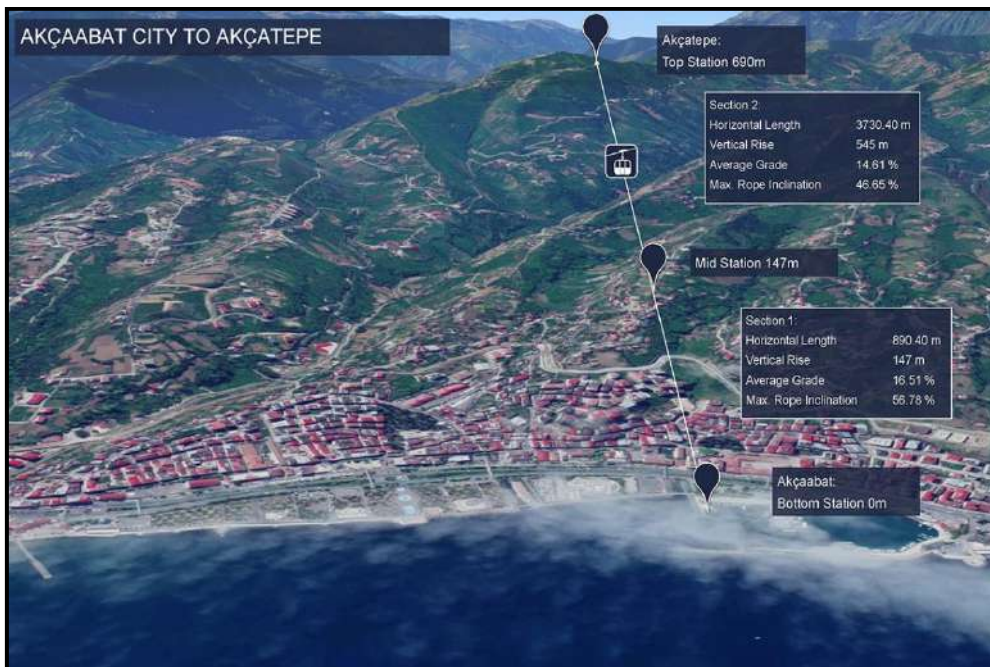 AKÇAABAT CITY TO AKÇATEPE
Akçatepe:
Top Station 690m
Section 2:
Horizontal Length 3730.40 m
Vertical Rise 545 m
Average Grade 14.61 %
Max. Rope Inclination 46.65 %
Mid Station 147m
Section 1:
Horizontal Length 890.40 m
Vertical Rise 147 m
Average Grade 16.51 %
Max. Rope Inclination 56.78 %
Akçaabat:
Bottom Station 0m